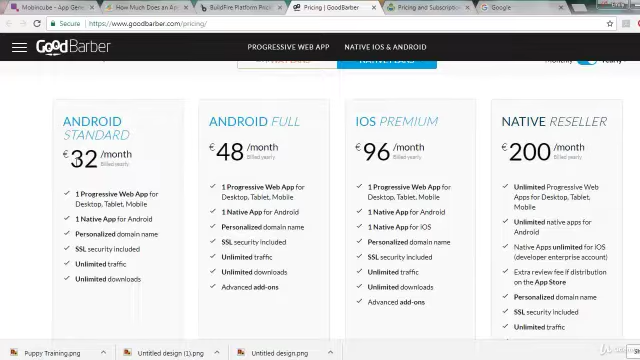 Mobincube - App Gene
How Much Does an App
BuildFire Platform Pric
Pricing | GoodBarber
Pricing and Subscription
Google
Secure
https://www.goodbarber.com/pricing/
GoodBarber
PROGRESSIVE WEB APP
NATIVE IOS & ANDROID
NATIVE PLANS
Monthly
Yearly
ANDROID
STANDARD
€ 32 /month
Billed yearly
1 Progressive Web App for
Desktop, Tablet, Mobile
1 Native App for Android
Personalized domain name
SSL security included
Unlimited traffic
Unlimited downloads
ANDROID FULL
€ 48 /month
Billed yearly
1 Progressive Web App for
Desktop, Tablet, Mobile
1 Native App for Android
Personalized domain name
SSL security included
Unlimited traffic
Unlimited downloads
Advanced add-ons
IOS PREMIUM
€ 96 /month
Billed yearly
1 Progressive Web App for
Desktop, Tablet, Mobile
1 Native App for Android
1 Native App for IOS
Personalized domain name
SSL security included
Unlimited traffic
Unlimited downloads
Advanced add-ons
NATIVE RESELLER
€ 200 /month
Billed yearly
Unlimited Progressive
Web Apps for Desktop,
Tablet, Mobile
Unlimited native apps for
Android
Native Apps unlimited for IOS
(developer enterprise account)
Extra review fee if distribution
on the App Store
Personalized domain name
SSL security included
Unlimited traffic
Puppy Training.png
Untitled design (1).png
Untitled design.png